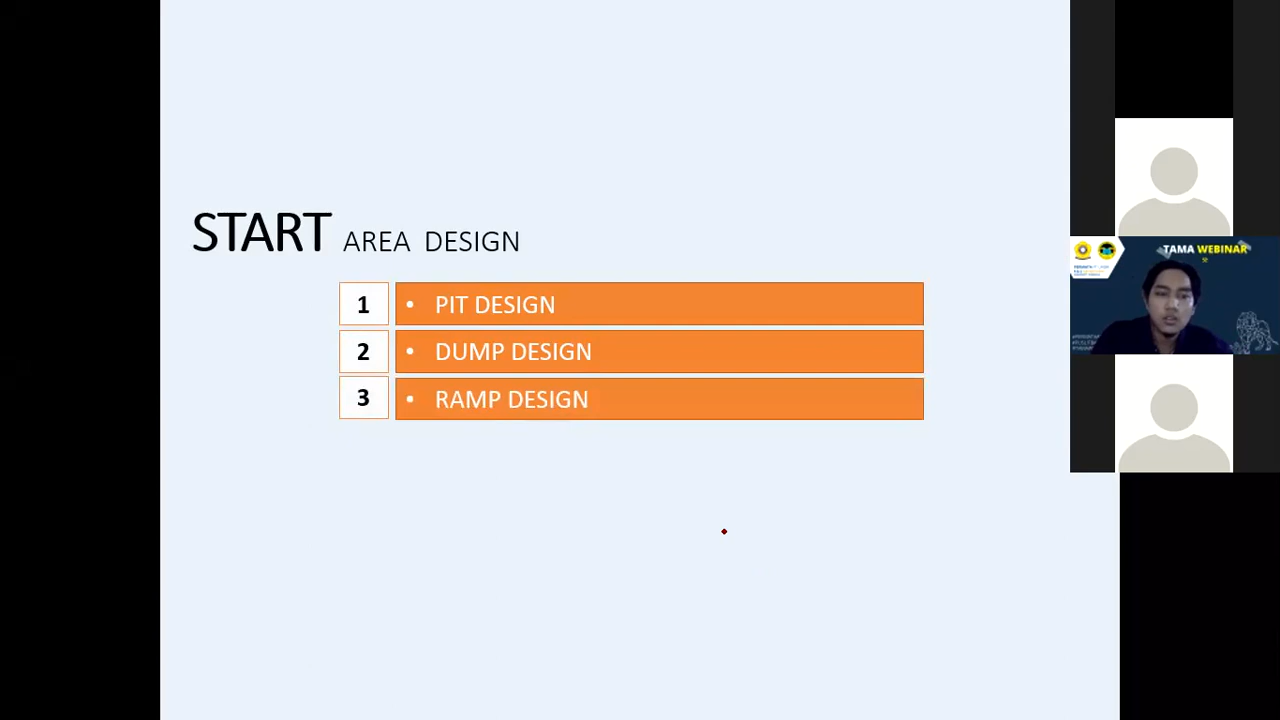 START AREA DESIGN
1 • PIT DESIGN
2 • DUMP DESIGN
3 • RAMP DESIGN
TAMA WEBINAR